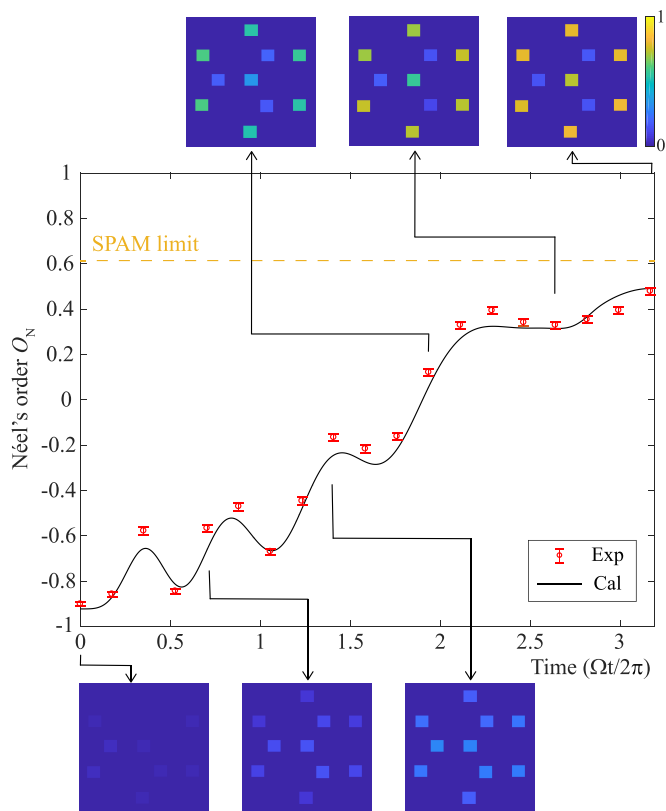 1
0
1
0.8
SPAM limit
0.6
0.4
0.2
0
-0.2
-0.4
-0.6
-0.8
-1
Néel's order O_N
Exp
Cal
0 0.5 1 1.5 2 2.5 3
Time (Ωt/2π)